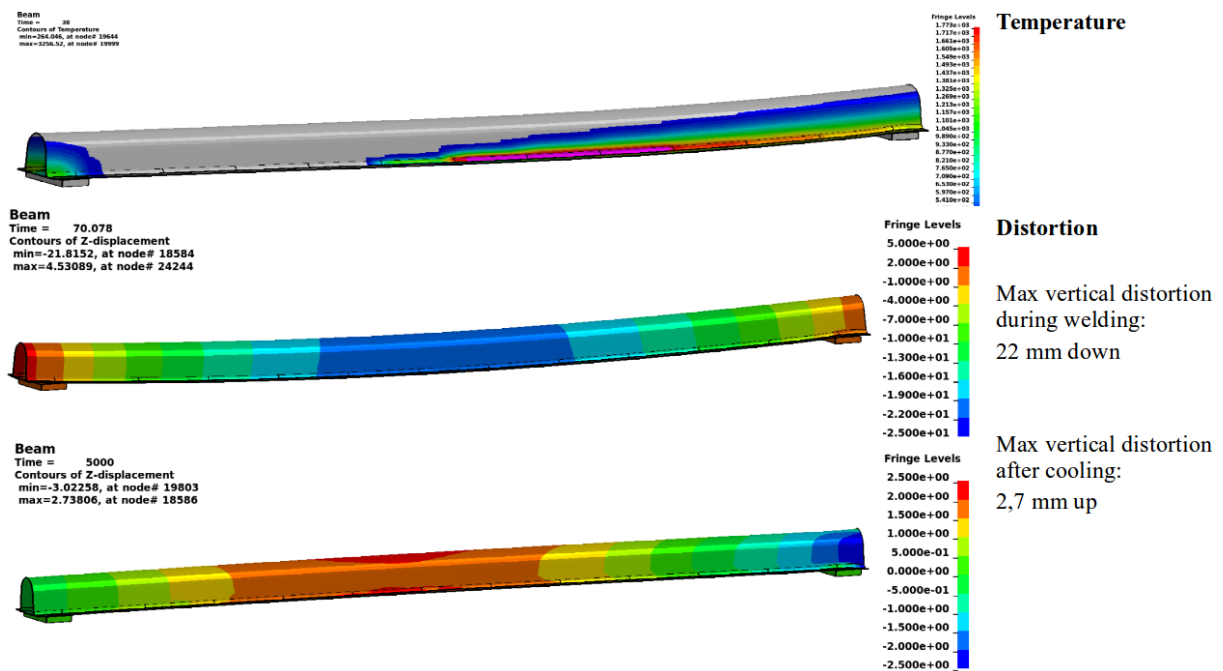 Beam
Time = 38
Contours of Temperature
min=264.046, at node# 19644
max=3256.52, at node# 19999
Fringe Levels
1.773e+03
1.717e+03
1.661e+03
1.605e+03
1.549e+03
1.493e+03
1.437e+03
1.381e+03
1.325e+03
1.269e+03
1.213e+03
1.157e+03
1.101e+03
1.045e+03
9.890e+02
9.330e+02
8.770e+02
8.210e+02
7.650e+02
7.090e+02
6.530e+02
5.970e+02
5.410e+02
Temperature
Beam
Time = 70.078
Contours of Z-displacement
min=-21.8152, at node# 18584
max=4.53089, at node# 24244
Fringe Levels
5.000e+00
2.000e+00
-1.000e+00
-4.000e+00
-7.000e+00
-1.000e+01
-1.300e+01
-1.600e+01
-1.900e+01
-2.200e+01
-2.500e+01
Distortion
Max vertical distortion
during welding:
22 mm down
Beam
Time = 5000
Contours of Z-displacement
min=-3.02258, at node# 19803
max=2.73806, at node# 18586
Fringe Levels
2.500e+00
2.000e+00
1.500e+00
1.000e+00
5.000e-01
0.000e+00
-5.000e-01
-1.000e+00
-1.500e+00
-2.000e+00
-2.500e+00
Max vertical distortion
after cooling:
2,7 mm up